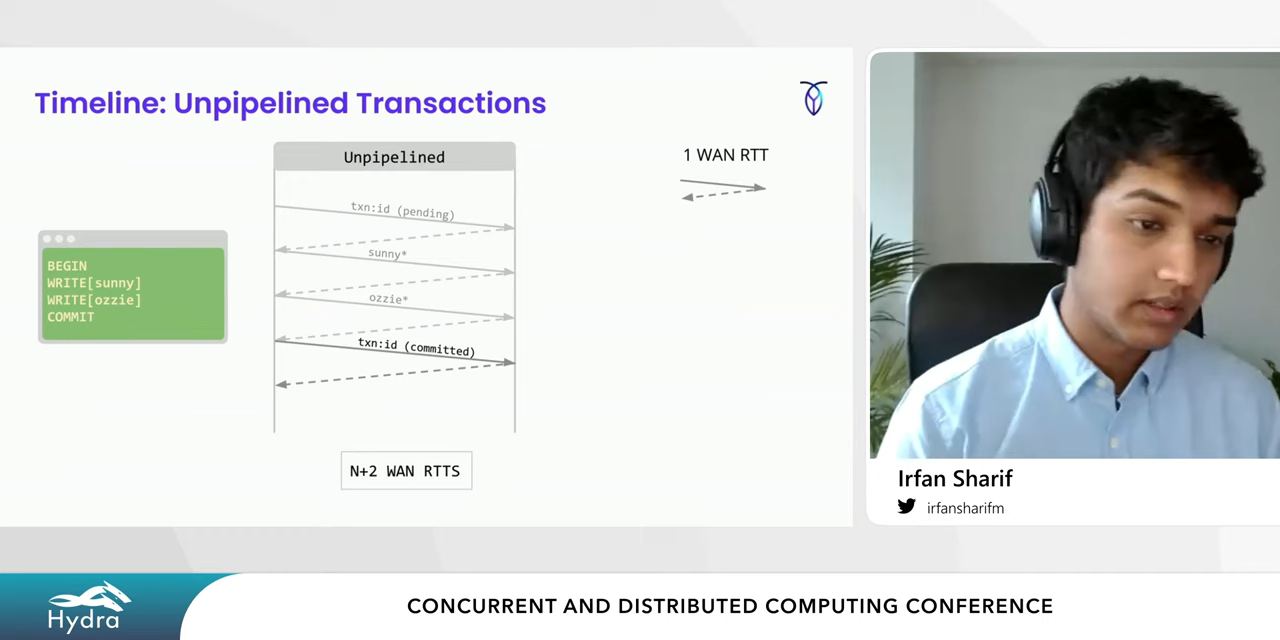 Timeline: Unpipelined Transactions
Unpipelined
1 WAN RTT
txn:id (pending)
sunny*
ozzie*
txn:id (committed)
BEGIN
WRITE[sunny]
WRITE[ozzie]
COMMIT
N+2 WAN RTTS
Irfan Sharif
irfansharifm
Hydra
CONCURRENT AND DISTRIBUTED COMPUTING CONFERENCE